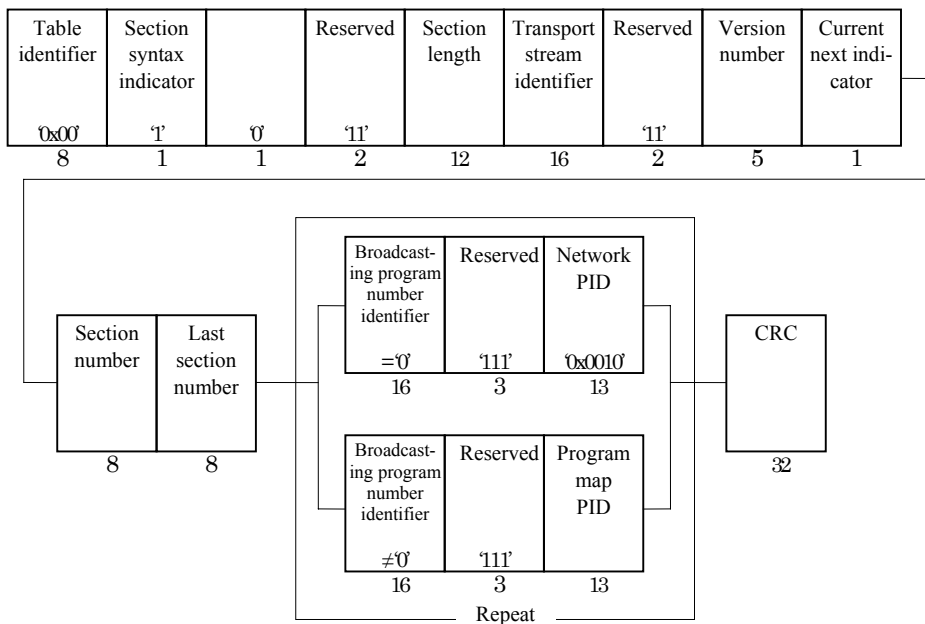 Table
identifier
'0x00'
8
Section
syntax
indicator
'1'
1
'0'
1
Reserved
'11'
2
Section
length
12
Transport
stream
identifier
16
Reserved
'11'
2
Version
number
5
Current
next indi-
cator
1
Section
number
8
Last
section
number
8
Broadcast-
ing program
number
identifier
='0'
16
Reserved
'111'
3
Network
PID
'0x0010'
13
Broadcast-
ing program
number
identifier
≠'0'
16
Reserved
'111'
3
Program
map
PID
13
Repeat
CRC
32